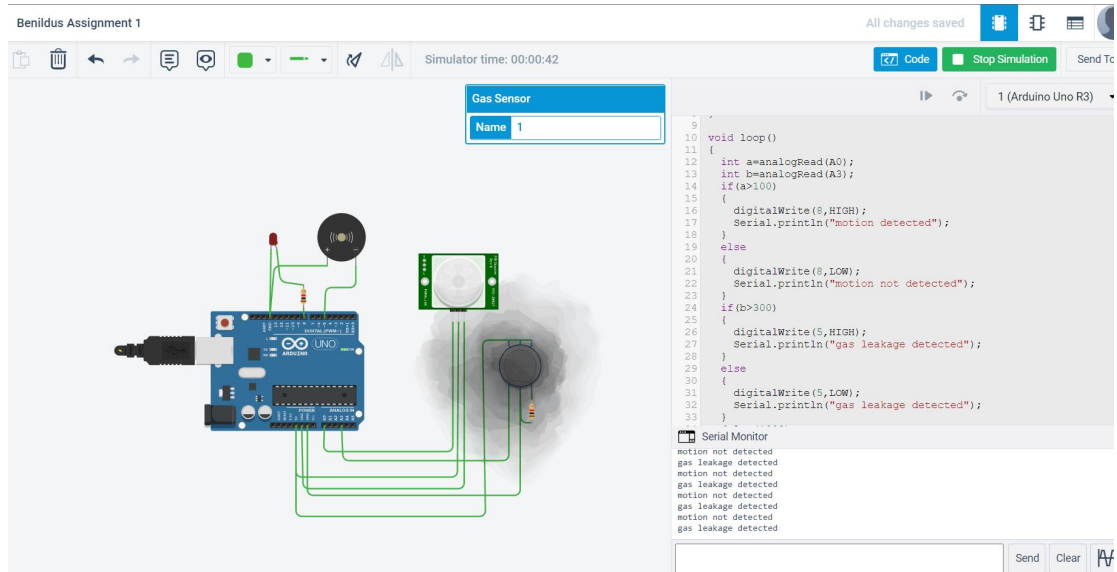 Benildus Assignment 1
All changes saved
Simulator time: 00:00:42
Code
Stop Simulation
Send To
Gas Sensor
Name 1
1 (Arduino Uno R3)
9
10 void loop()
11 {
12 int a=analogRead(A0);
13 int b=analogRead(A3);
14 if(a>100)
15 {
16 digitalWrite(8,HIGH);
17 Serial.println("motion detected");
18 }
19 else
20 {
21 digitalWrite(8,LOW);
22 Serial.println("motion not detected");
23 }
24 if(b>300)
25 {
26 digitalWrite(5,HIGH);
27 Serial.println("gas leakage detected");
28 }
29 else
30 {
31 digitalWrite(5,LOW);
32 Serial.println("gas leakage detected");
33 }
DIGITAL (PWM~)
UNO
ARDUINO
POWER
ANALOG IN
Serial Monitor
motion not detected
gas leakage detected
motion not detected
gas leakage detected
motion not detected
gas leakage detected
motion not detected
gas leakage detected
Send
Clear